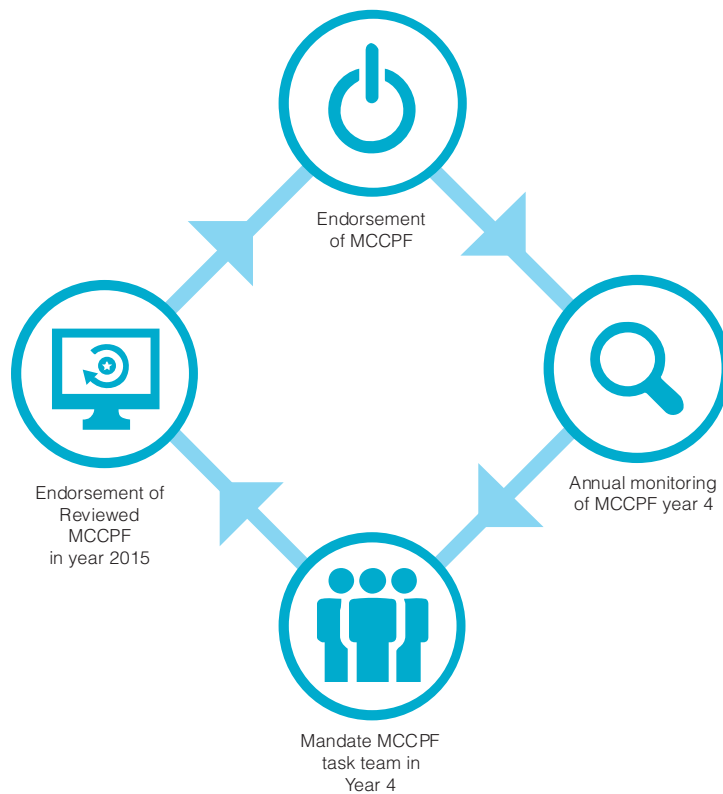 Endorsement
of MCCPF
Annual monitoring
of MCCPF year 4
Mandate MCCPF
task team in
Year 4
Endorsement of
Reviewed
MCCPF
in year 2015